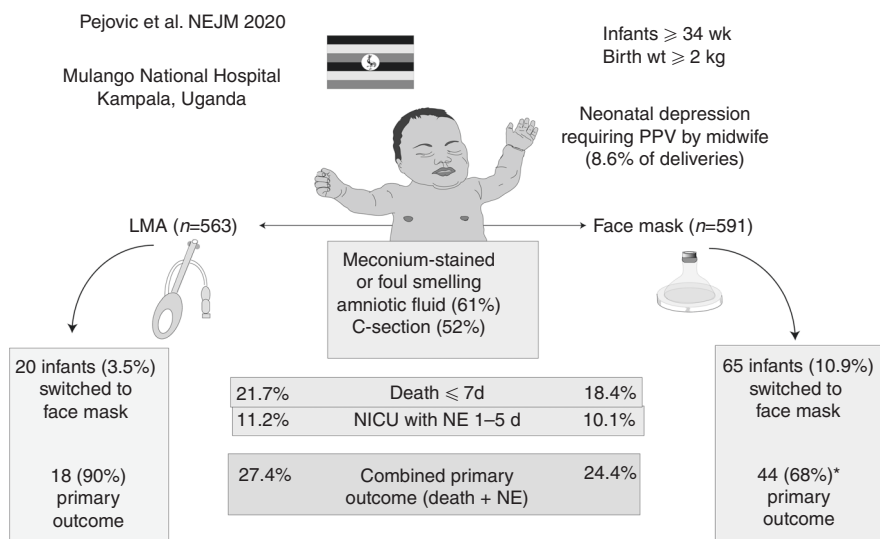 Pejovic et al. NEJM 2020
Mulango National Hospital
Kampala, Uganda
Infants ⩾ 34 wk
Birth wt ⩾ 2 kg
Neonatal depression
requiring PPV by midwife
(8.6% of deliveries)
LMA (n=563)
Face mask (n=591)
Meconium-stained
or foul smelling
amniotic fluid (61%)
C-section (52%)
20 infants (3.5%)
switched to
face mask
18 (90%)
primary
outcome
21.7% Death ⩽ 7d 18.4%
11.2% NICU with NE 1–5 d 10.1%
27.4% Combined primary 24.4%
outcome (death + NE)
65 infants (10.9%)
switched to
face mask
44 (68%)*
primary
outcome